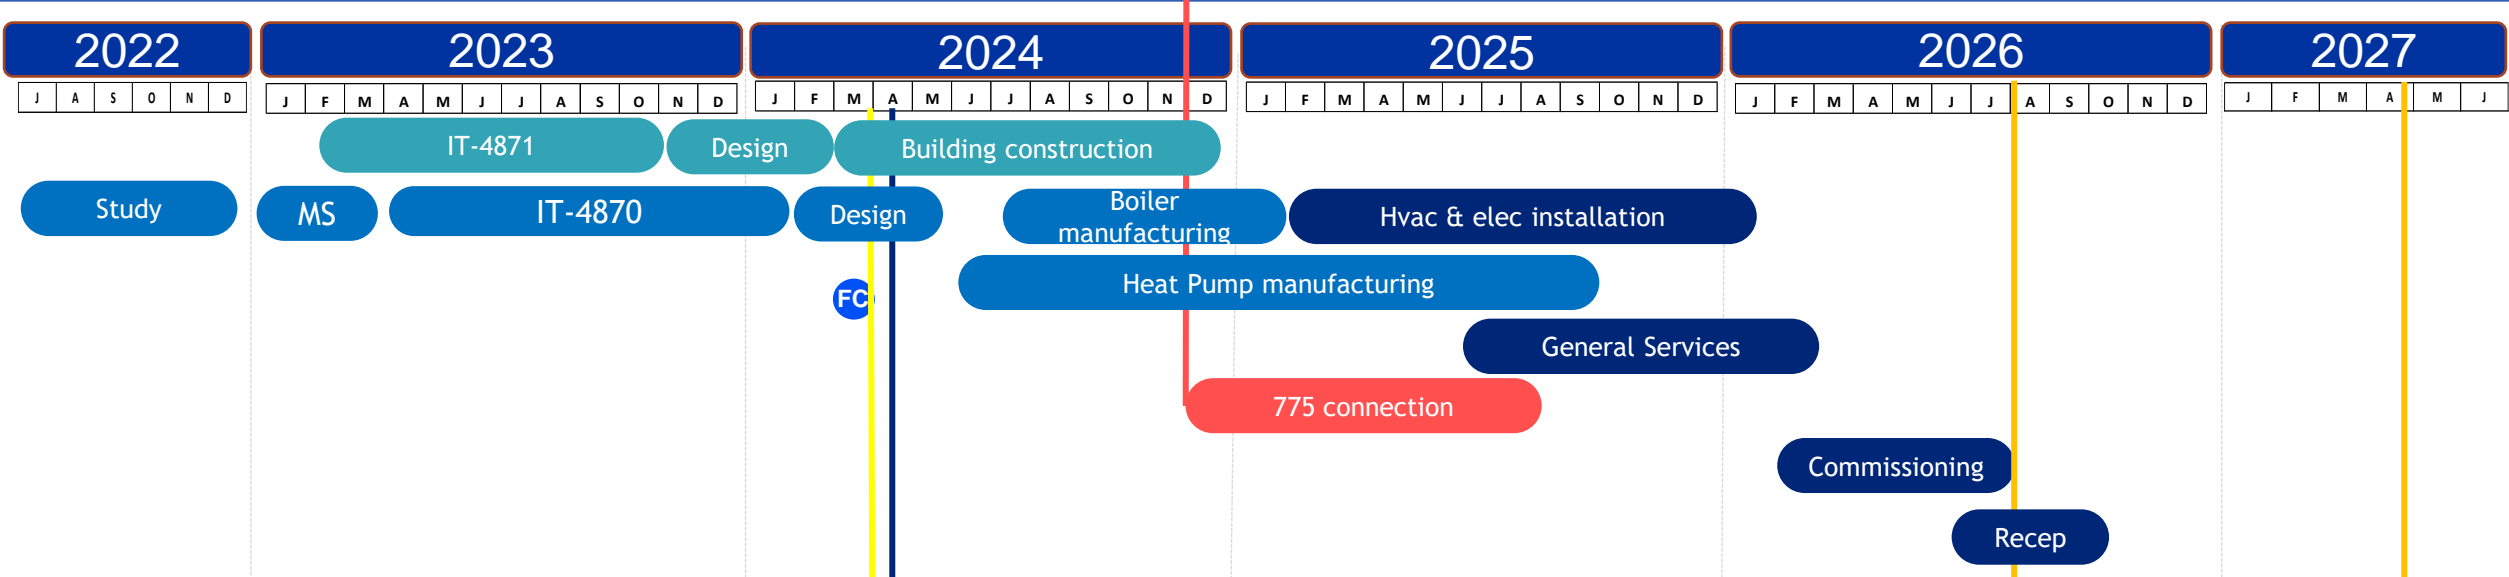 2022 2023 2024 2025 2026 2027
J A S O N D J F M A M J J A S O N D J F M A M J J A S O N D J F M A M J J A S O N D J F M A M J J A S O N D J F M A M J
IT-4871 Design Building construction
Study MS IT-4870 Design Boiler manufacturing Hvac & elec installation
FC Heat Pump manufacturing
General Services
775 connection
Commissioning
Recep